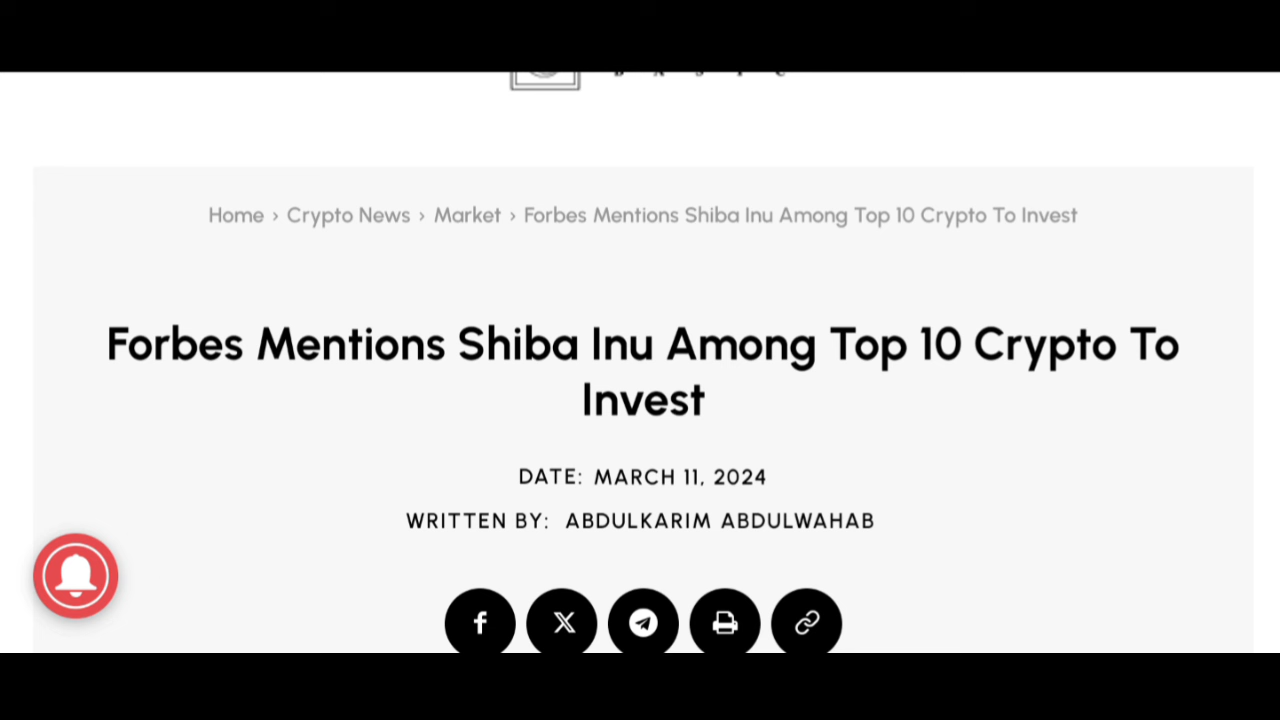 Home › Crypto News › Market › Forbes Mentions Shiba Inu Among Top 10 Crypto To Invest
Forbes Mentions Shiba Inu Among Top 10 Crypto To
Invest
DATE: MARCH 11, 2024
WRITTEN BY: ABDULKARIM ABDULWAHAB